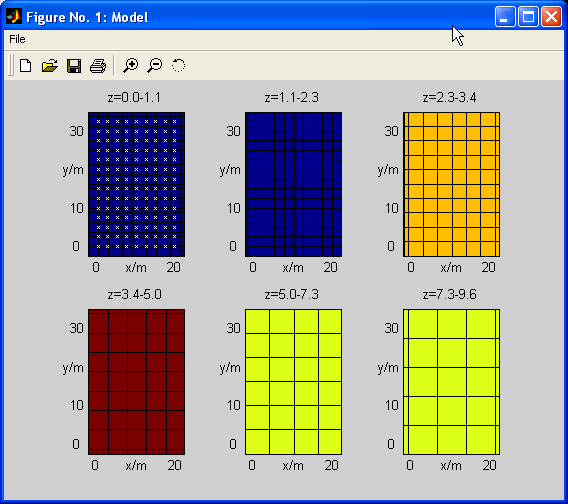 Figure No. 1: Model
File
z=0.0-1.1
z=1.1-2.3
z=2.3-3.4
30
30
30
y/m
y/m
y/m
10
10
10
0
0
0
0 x/m 20
0 x/m 20
0 x/m 20
z=3.4-5.0
z=5.0-7.3
z=7.3-9.6
30
30
30
y/m
y/m
y/m
10
10
10
0
0
0
0 x/m 20
0 x/m 20
0 x/m 20